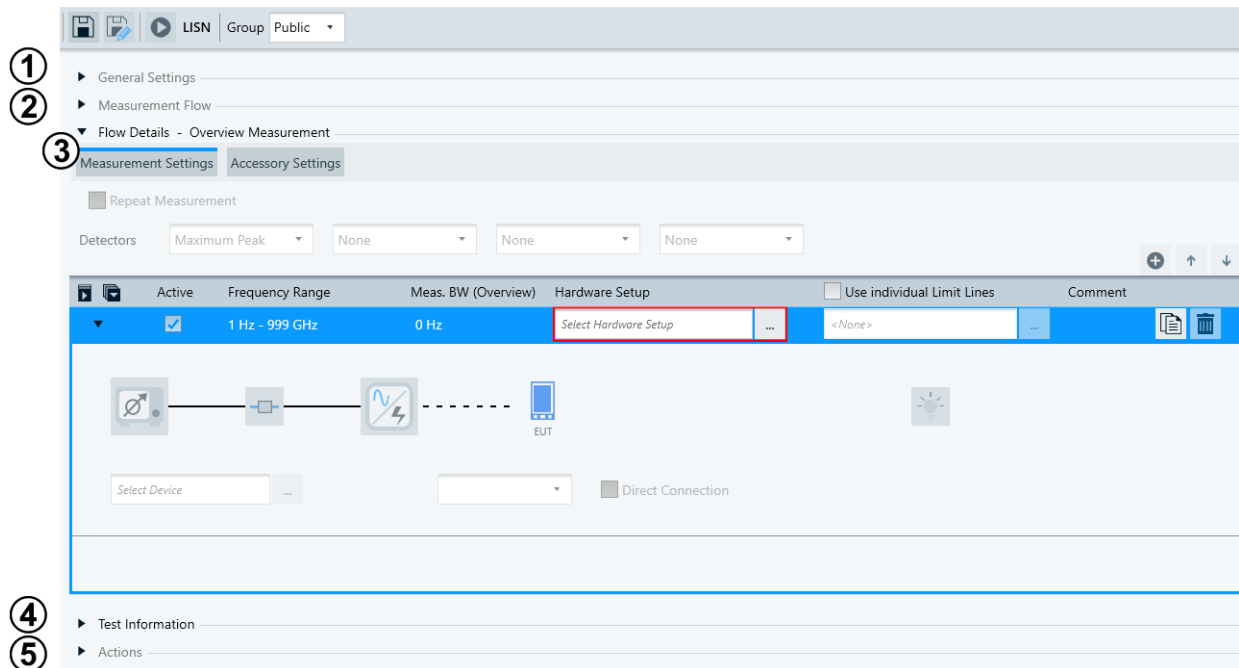 LISN Group Public
1 General Settings
2 Measurement Flow
Flow Details - Overview Measurement
3 Measurement Settings Accessory Settings
Repeat Measurement
Detectors Maximum Peak None None None
Active Frequency Range Meas. BW (Overview) Hardware Setup Use individual Limit Lines Comment
1 Hz - 999 GHz 0 Hz Select Hardware Setup ... <None> ...
EUT
Select Device ... Direct Connection
4 Test Information
5 Actions